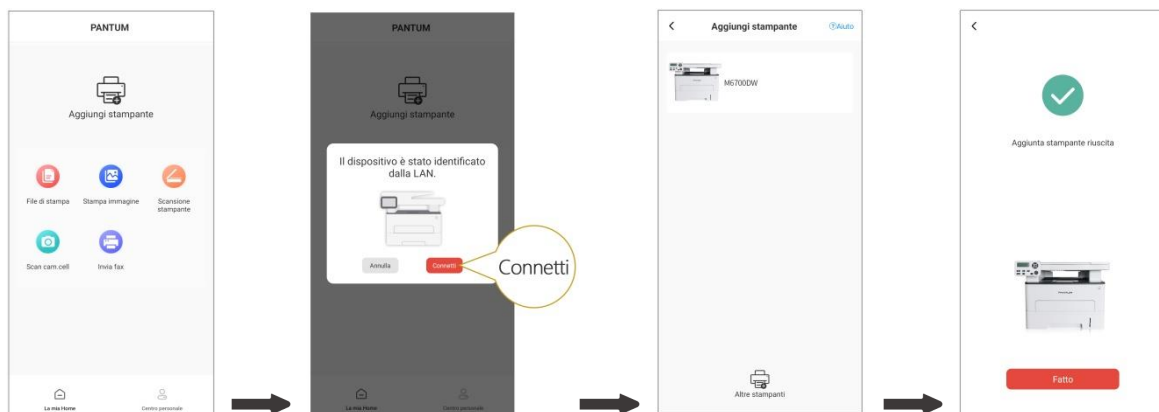 PANTUM
Aggiungi stampante
File di stampa
Stampa immagine
Scansione
stampante
Scan cam.cell
Invia fax
La mia Home
Centro personale
PANTUM
Aggiungi stampante
Il dispositivo è stato identificato
dalla LAN.
Annulla
Connetti
Connetti
La mia Home
Centro personale
Aggiungi stampante
Aiuto
M6700DW
Altre stampanti
Aggiunta stampante riuscita
Fatto